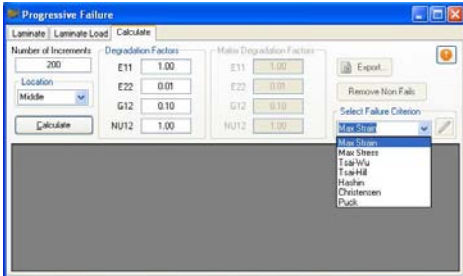 Progressive Failure
Laminate
Laminate Load
Calculate
Number of Increments
200
Location
Middle
Calculate
Degradation Factors
E11 1.00
E22 0.01
G12 0.10
NU12 1.00
Matrix Degradation Factors
E11 1.00
E22 0.01
G12 0.10
NU12 1.00
Export...
Remove Non Fails
Select Failure Criterion
Max Strain
Max Strain
Max Stress
Tsai-Wu
Tsai-Hill
Hashin
Christensen
Puck